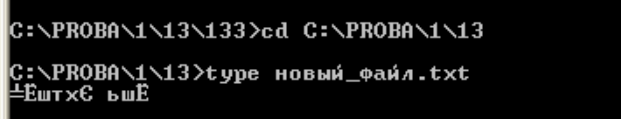 C:\PROBA\1\13\133>cd C:\PROBA\1\13
C:\PROBA\1\13>type новый_файл.txt
╧ЁштхЄ ьшЁ